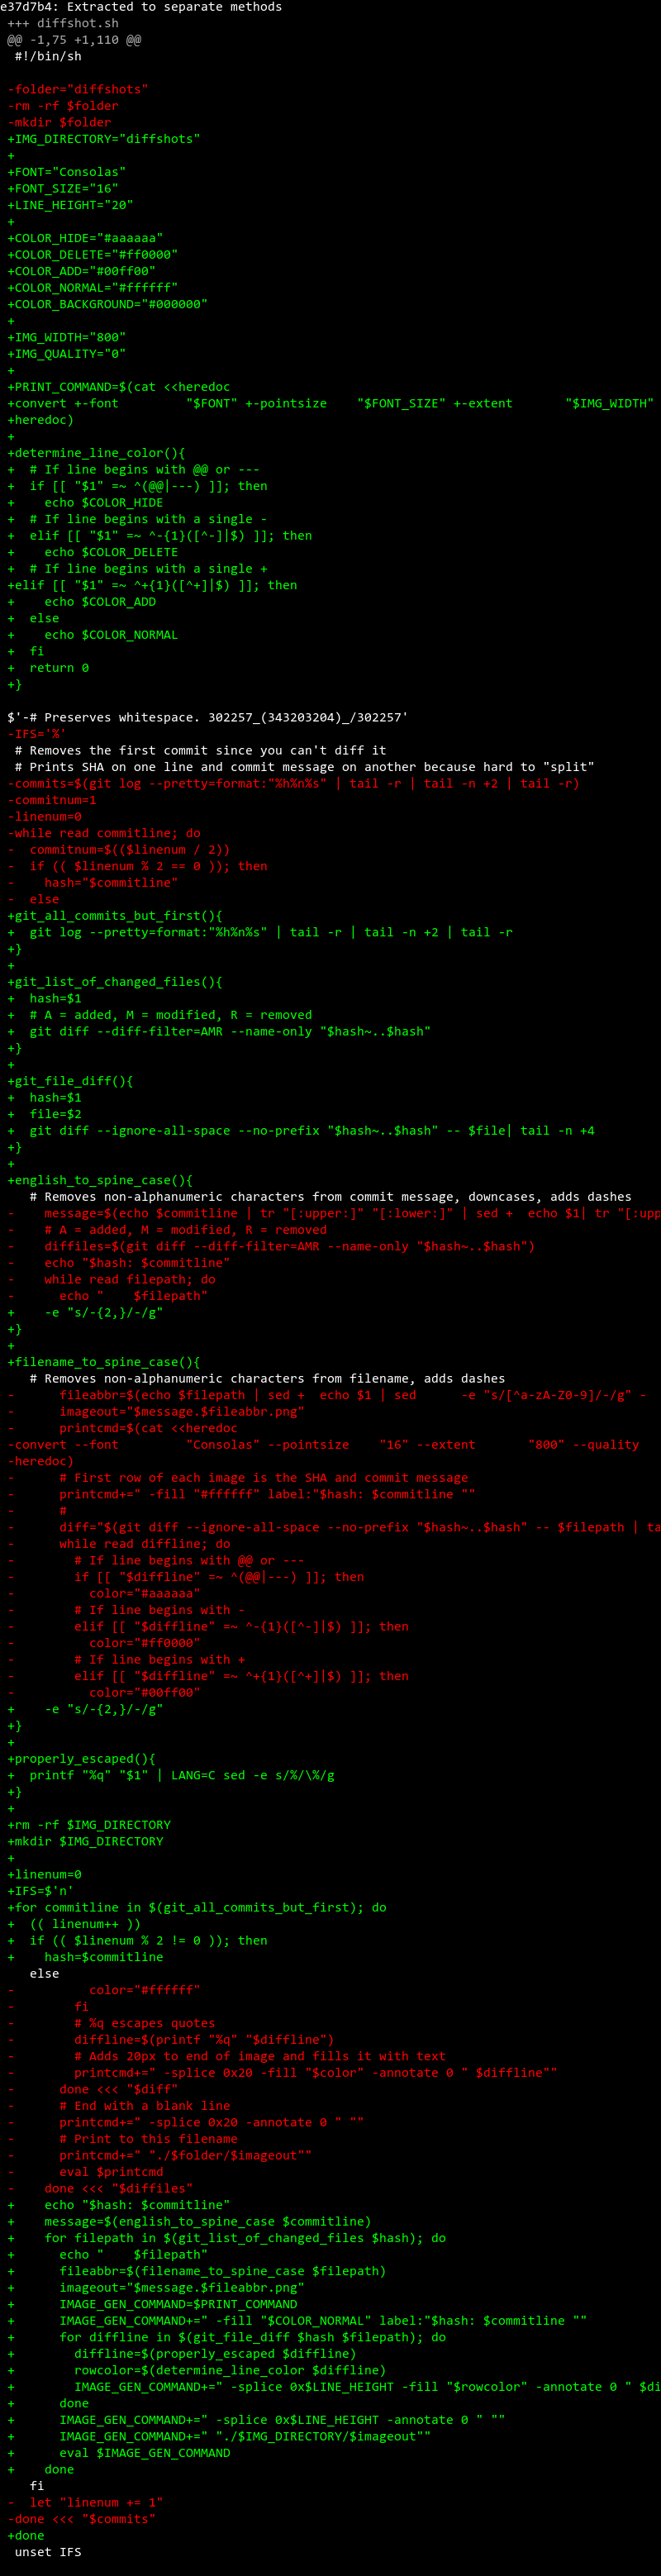 e37d7b4: Extracted to separate methods
+++ diffshot.sh
@@ -1,75 +1,110 @@
 #!/bin/sh

-folder="diffshots"
-rm -rf $folder
-mkdir $folder
+IMG_DIRECTORY="diffshots"
+
+FONT="Consolas"
+FONT_SIZE="16"
+LINE_HEIGHT="20"
+
+COLOR_HIDE="#aaaaaa"
+COLOR_DELETE="#ff0000"
+COLOR_ADD="#00ff00"
+COLOR_NORMAL="#ffffff"
+COLOR_BACKGROUND="#000000"
+
+IMG_WIDTH="800"
+IMG_QUALITY="0"
+
+PRINT_COMMAND=$(cat <<heredoc
+convert +-font         "$FONT" +-pointsize    "$FONT_SIZE" +-extent       "$IMG_WIDTH"
+heredoc)
+
+determine_line_color(){
+  # If line begins with @@ or ---
+  if [[ "$1" =~ ^(@@|---) ]]; then
+    echo $COLOR_HIDE
+  # If line begins with a single -
+  elif [[ "$1" =~ ^-{1}([^-]|$) ]]; then
+    echo $COLOR_DELETE
+  # If line begins with a single +
+elif [[ "$1" =~ ^+{1}([^+]|$) ]]; then
+    echo $COLOR_ADD
+  else
+    echo $COLOR_NORMAL
+  fi
+  return 0
+}

$'-# Preserves whitespace. 302257_(343203204)_/302257'
-IFS='%'
 # Removes the first commit since you can't diff it
 # Prints SHA on one line and commit message on another because hard to "split"
-commits=$(git log --pretty=format:"%h%n%s" | tail -r | tail -n +2 | tail -r)
-commitnum=1
-linenum=0
-while read commitline; do
-  commitnum=$(($linenum / 2))
-  if (( $linenum % 2 == 0 )); then
-    hash="$commitline"
-  else
+git_all_commits_but_first(){
+  git log --pretty=format:"%h%n%s" | tail -r | tail -n +2 | tail -r
+}
+
+git_list_of_changed_files(){
+  hash=$1
+  # A = added, M = modified, R = removed
+  git diff --diff-filter=AMR --name-only "$hash~..$hash"
+}
+
+git_file_diff(){
+  hash=$1
+  file=$2
+  git diff --ignore-all-space --no-prefix "$hash~..$hash" -- $file| tail -n +4
+}
+
+english_to_spine_case(){
   # Removes non-alphanumeric characters from commit message, downcases, adds dashes
-    message=$(echo $commitline | tr "[:upper:]" "[:lower:]" | sed +  echo $1| tr "[:upp
-    # A = added, M = modified, R = removed
-    diffiles=$(git diff --diff-filter=AMR --name-only "$hash~..$hash")
-    echo "$hash: $commitline"
-    while read filepath; do
-      echo "    $filepath"
+    -e "s/-{2,}/-/g"
+}
+
+filename_to_spine_case(){
   # Removes non-alphanumeric characters from filename, adds dashes
-      fileabbr=$(echo $filepath | sed +  echo $1 | sed      -e "s/[^a-zA-Z0-9]/-/g" -
-      imageout="$message.$fileabbr.png"
-      printcmd=$(cat <<heredoc
-convert --font         "Consolas" --pointsize    "16" --extent       "800" --quality
-heredoc)
-      # First row of each image is the SHA and commit message
-      printcmd+=" -fill "#ffffff" label:"$hash: $commitline ""
-      #
-      diff="$(git diff --ignore-all-space --no-prefix "$hash~..$hash" -- $filepath | ta
-      while read diffline; do
-        # If line begins with @@ or ---
-        if [[ "$diffline" =~ ^(@@|---) ]]; then
-          color="#aaaaaa"
-        # If line begins with -
-        elif [[ "$diffline" =~ ^-{1}([^-]|$) ]]; then
-          color="#ff0000"
-        # If line begins with +
-        elif [[ "$diffline" =~ ^+{1}([^+]|$) ]]; then
-          color="#00ff00"
+    -e "s/-{2,}/-/g"
+}
+
+properly_escaped(){
+  printf "%q" "$1" | LANG=C sed -e s/%/\%/g
+}
+
+rm -rf $IMG_DIRECTORY
+mkdir $IMG_DIRECTORY
+
+linenum=0
+IFS=$'n'
+for commitline in $(git_all_commits_but_first); do
+  (( linenum++ ))
+  if (( $linenum % 2 != 0 )); then
+    hash=$commitline
   else
-          color="#ffffff"
-        fi
-        # %q escapes quotes
-        diffline=$(printf "%q" "$diffline")
-        # Adds 20px to end of image and fills it with text
-        printcmd+=" -splice 0x20 -fill "$color" -annotate 0 " $diffline""
-      done <<< "$diff"
-      # End with a blank line
-      printcmd+=" -splice 0x20 -annotate 0 " ""
-      # Print to this filename
-      printcmd+=" "./$folder/$imageout""
-      eval $printcmd
-    done <<< "$diffiles"
+    echo "$hash: $commitline"
+    message=$(english_to_spine_case $commitline)
+    for filepath in $(git_list_of_changed_files $hash); do
+      echo "    $filepath"
+      fileabbr=$(filename_to_spine_case $filepath)
+      imageout="$message.$fileabbr.png"
+      IMAGE_GEN_COMMAND=$PRINT_COMMAND
+      IMAGE_GEN_COMMAND+=" -fill "$COLOR_NORMAL" label:"$hash: $commitline ""
+      for diffline in $(git_file_diff $hash $filepath); do
+        diffline=$(properly_escaped $diffline)
+        rowcolor=$(determine_line_color $diffline)
+        IMAGE_GEN_COMMAND+=" -splice 0x$LINE_HEIGHT -fill "$rowcolor" -annotate 0 " $di
+      done
+      IMAGE_GEN_COMMAND+=" -splice 0x$LINE_HEIGHT -annotate 0 " ""
+      IMAGE_GEN_COMMAND+=" "./$IMG_DIRECTORY/$imageout""
+      eval $IMAGE_GEN_COMMAND
+    done
   fi
-  let "linenum += 1"
-done <<< "$commits"
+done
 unset IFS